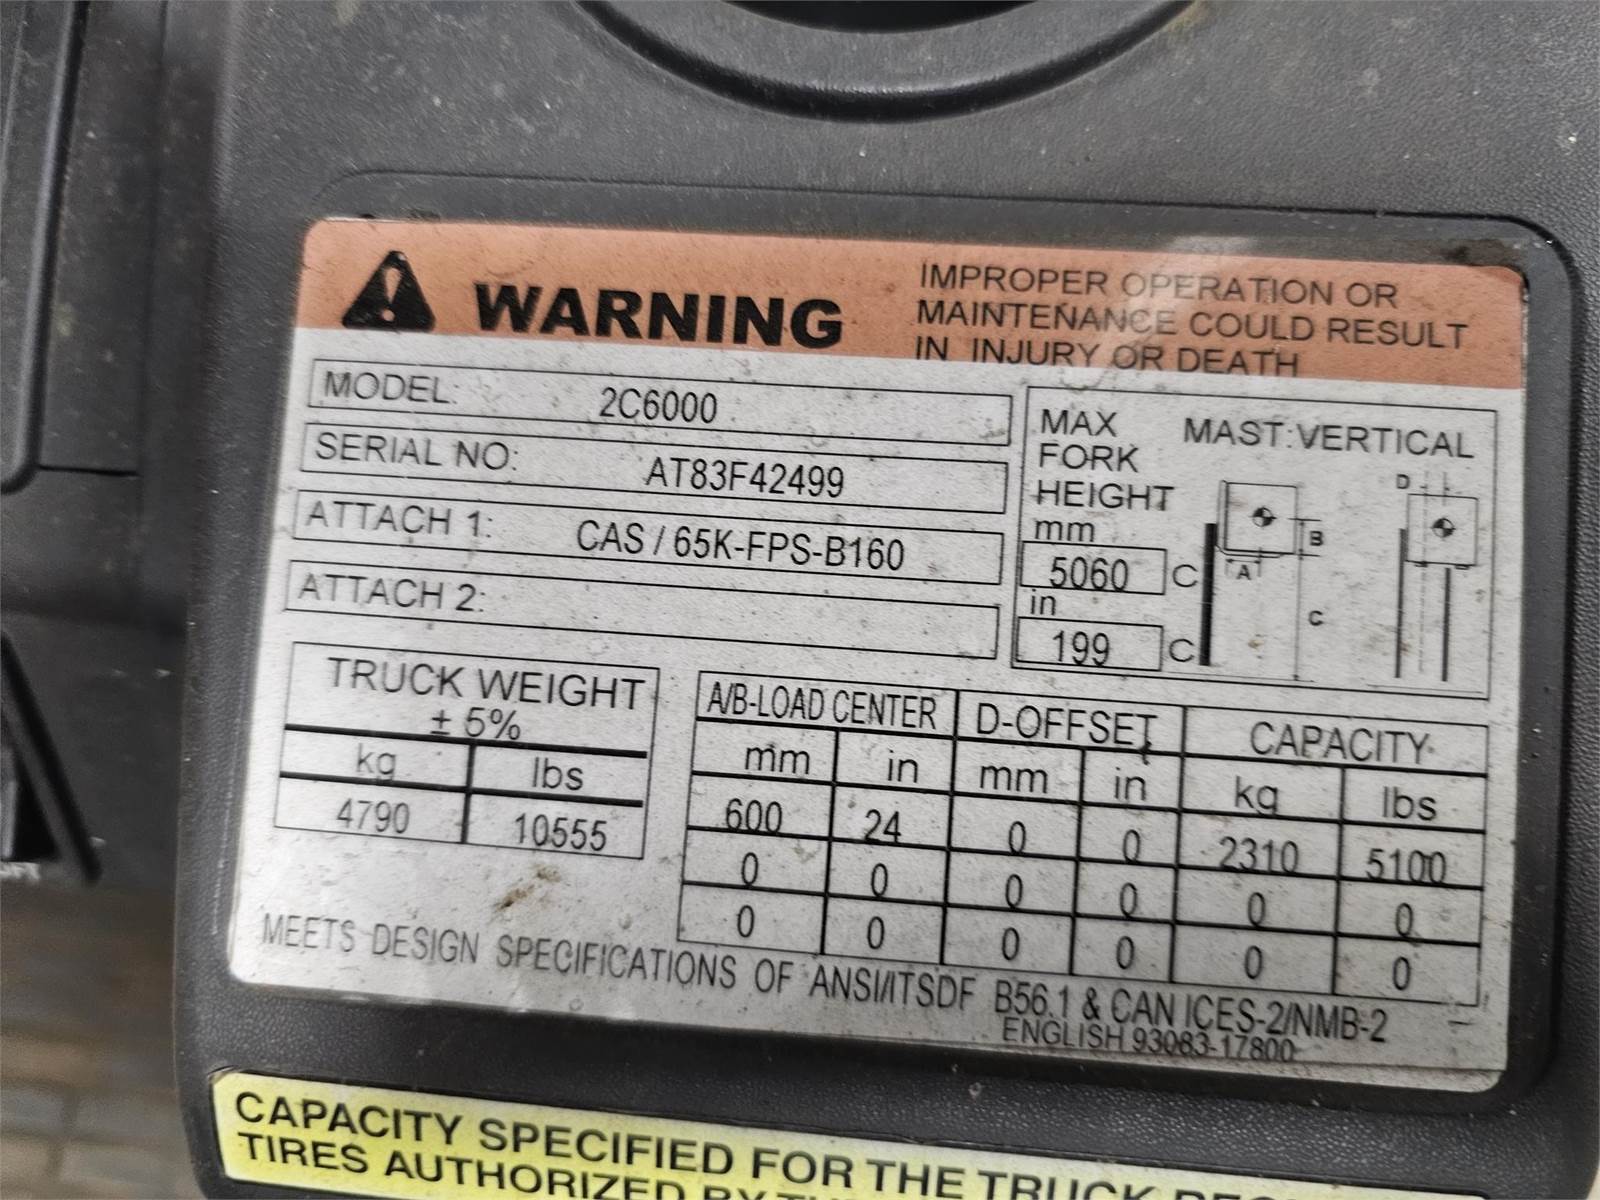 WARNING
IMPROPER OPERATION OR
MAINTENANCE COULD RESULT
IN INJURY OR DEATH
MODEL: 2C6000
SERIAL NO: AT83F42499
ATTACH 1: CAS / 65K-FPS-B160
ATTACH 2:
MAX
FORK
HEIGHT
mm
5060 C
in
199 C
MAST:VERTICAL
D
B
A
C
TRUCK WEIGHT
± 5%
kg lbs
4790 10555
A/B-LOAD CENTER D-OFFSET CAPACITY
mm in mm in kg lbs
600 24 0 0 2310 5100
0 0 0 0 0 0
0 0 0 0 0 0
MEETS DESIGN SPECIFICATIONS OF ANSI/ITSDF B56.1 & CAN ICES-2/NMB-2
ENGLISH 93083-17800
CAPACITY SPECIFIED FOR THE TRUCK
TIRES AUTHORIZED BY